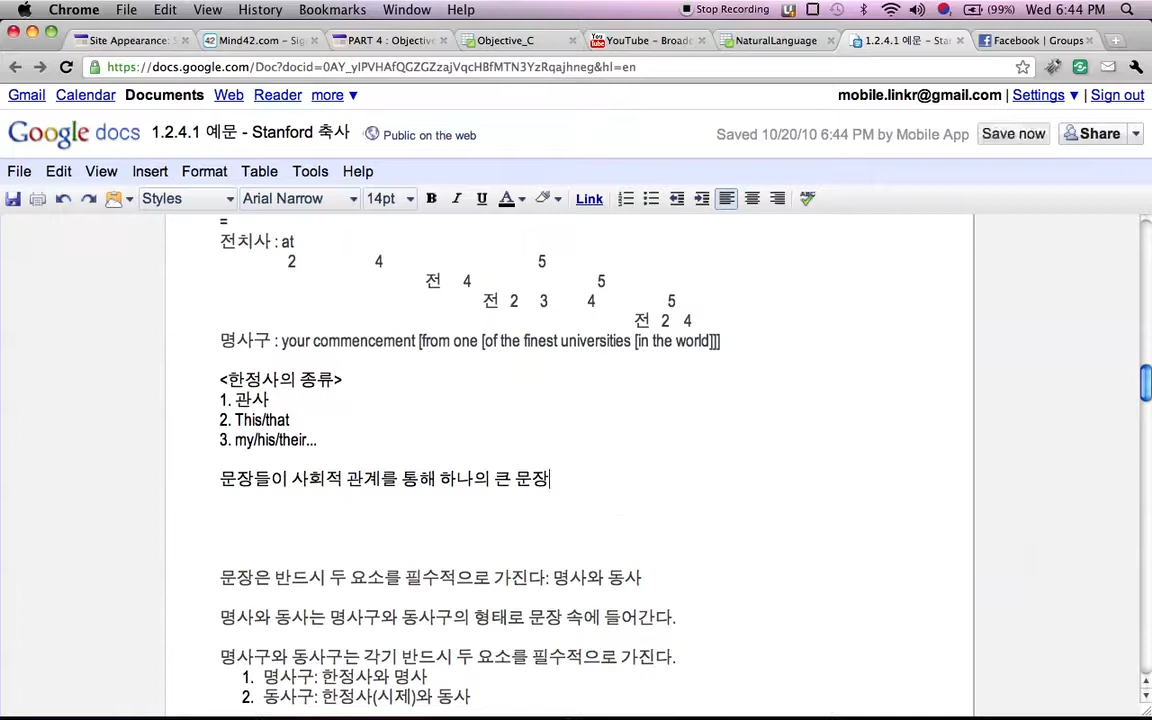 Chrome File Edit View History Bookmarks Window Help Stop Recording (99%) Wed 6:44 PM
Site Appearance: Mind42.com – Si PART 4 : Objective Objective_C YouTube – Broad NaturalLanguage 1.2.4.1 예문 – Sta Facebook | Groups
https://docs.google.com/Doc?docid=0AY_ylPVHAfQGZGZzajVqcHBfMTN3YzRqajhneg&hl=en
Gmail Calendar Documents Web Reader more ▼ mobile.linkr@gmail.com | Settings ▼ | Sign out
Google docs 1.2.4.1 예문 - Stanford 축사 Public on the web Saved 10/20/10 6:44 PM by Mobile App Save now Share
File Edit View Insert Format Table Tools Help
Styles Arial Narrow 14pt B I U A Link
=
전치사 : at
2 4 5
전 4 5
전 2 3 4 5
전 2 4
명사구 : your commencement [from one [of the finest universities [in the world]]]
<한정사의 종류>
1. 관사
2. This/that
3. my/his/their...
문장들이 사회적 관계를 통해 하나의 큰 문장
문장은 반드시 두 요소를 필수적으로 가진다: 명사와 동사
명사와 동사는 명사구와 동사구의 형태로 문장 속에 들어간다.
명사구와 동사구는 각기 반드시 두 요소를 필수적으로 가진다.
1. 명사구: 한정사와 명사
2. 동사구: 한정사(시제)와 동사